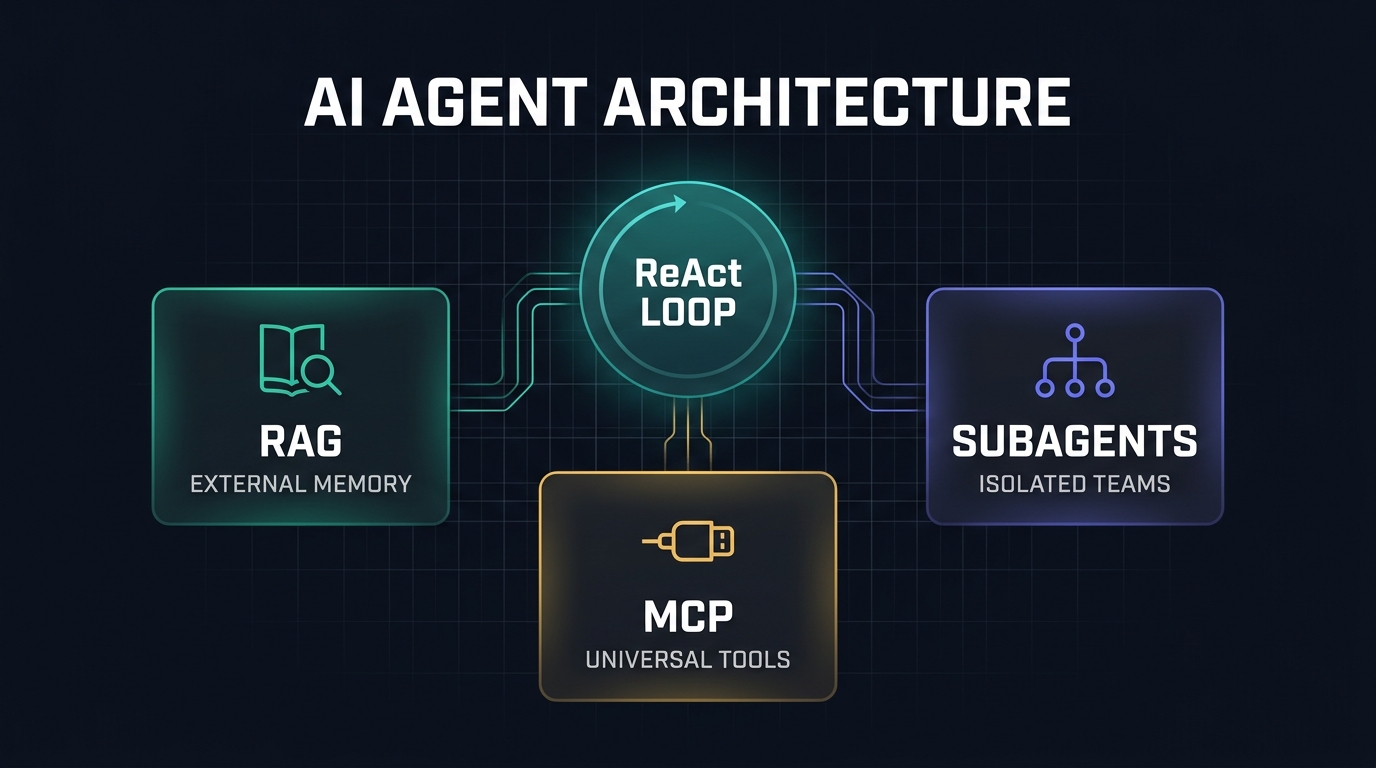 AI AGENT ARCHITECTURE
ReAct
LOOP
RAG
EXTERNAL MEMORY
SUBAGENTS
ISOLATED TEAMS
MCP
UNIVERSAL TOOLS